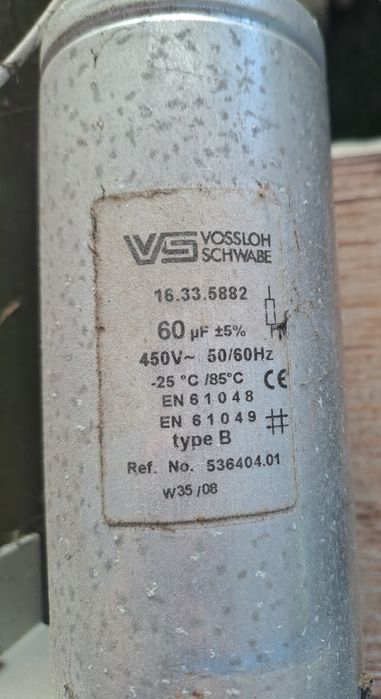 VS VOSSLOH
SCHWABE
16.33.5882
60 µF ±5%
450V~ 50/60Hz
-25 °C /85°C CE
EN 61048
EN 61049
type B
Ref. No. 536404.01
W35/08